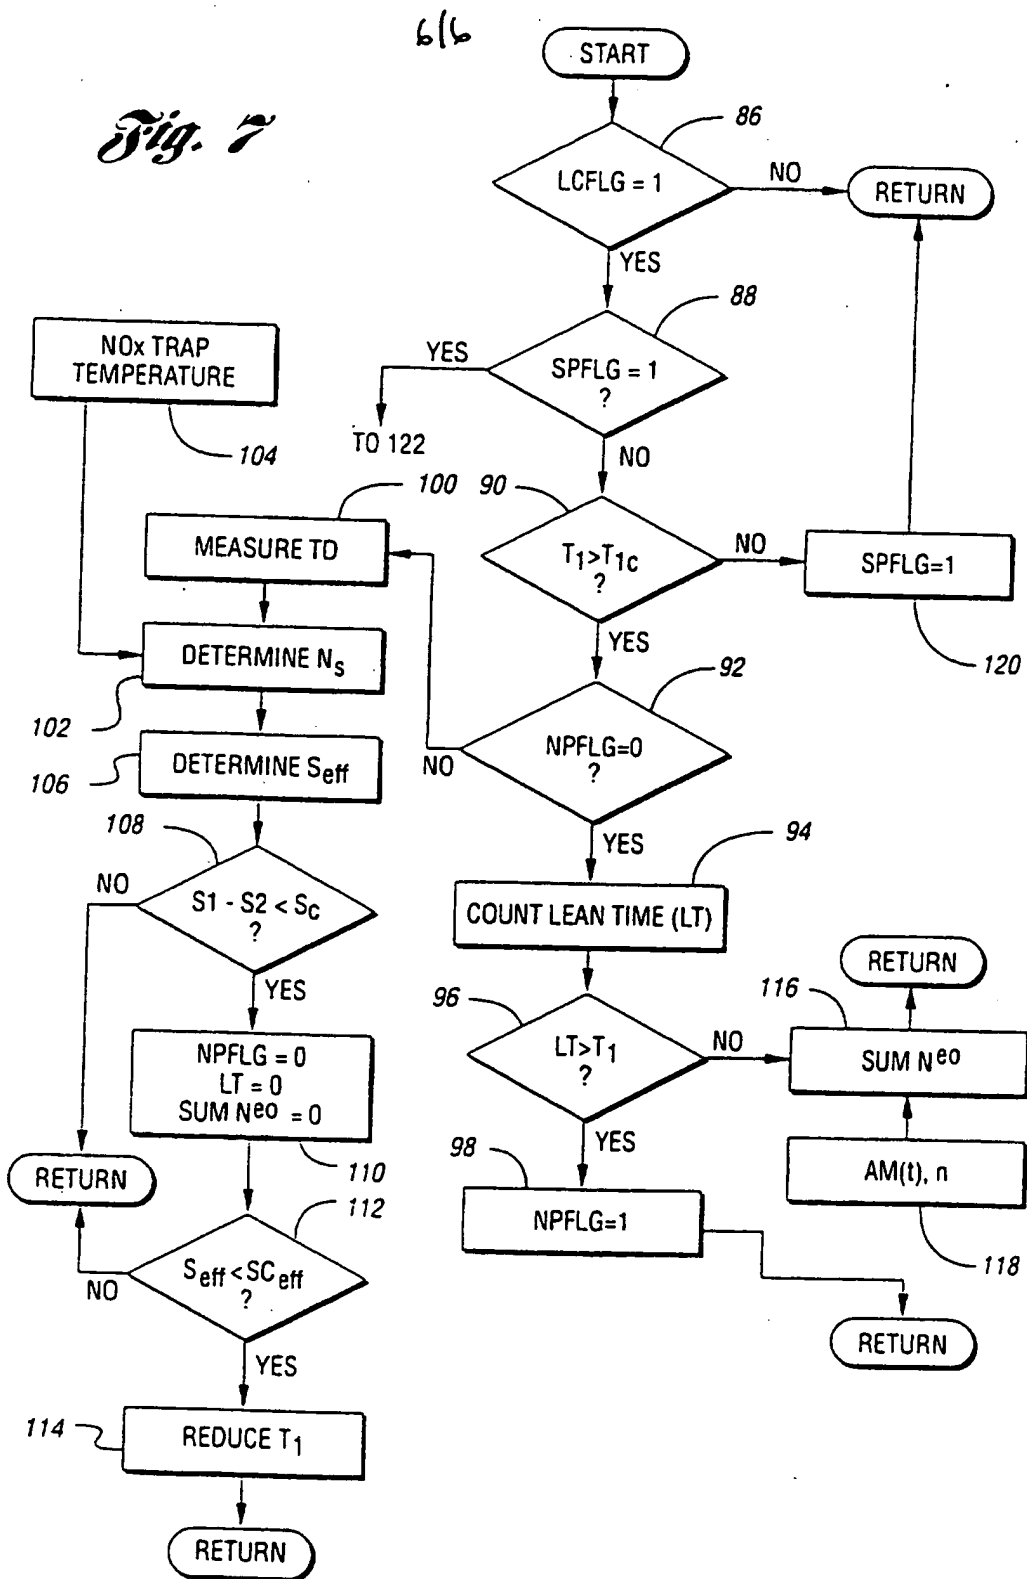 6/6
START
Fig. 7
86
LCFLG = 1
NO
RETURN
YES
88
NOx TRAP
TEMPERATURE
YES
SPFLG = 1
?
104
TO 122
NO
100
90
MEASURE TD
T1>T1c
?
NO
SPFLG=1
YES
120
DETERMINE Ns
92
102
NPFLG=0
?
NO
DETERMINE Seff
106
108
YES
94
NO
S1 - S2 < Sc
?
COUNT LEAN TIME (LT)
RETURN
YES
96
116
NPFLG = 0
LT = 0
SUM Neo = 0
LT>T1
?
NO
SUM Neo
110
YES
98
AM(t), n
RETURN
112
NPFLG=1
118
Seff<SCeff
?
NO
RETURN
YES
114
REDUCE T1
RETURN